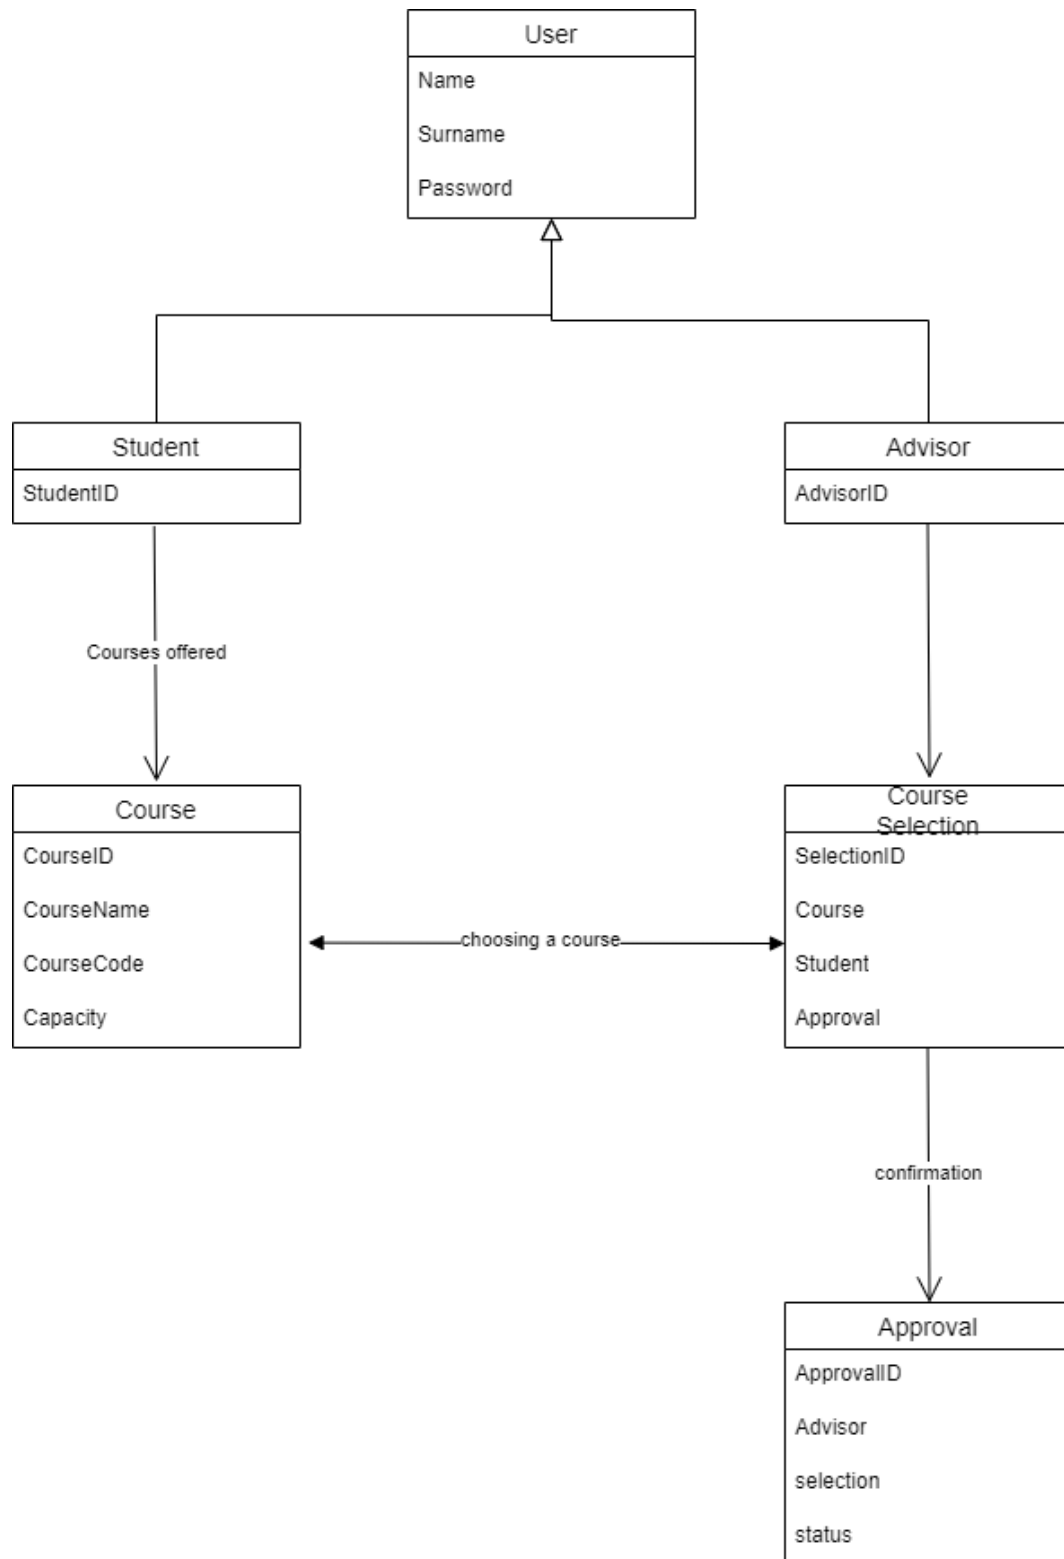 User
Name
Surname
Password
Student
StudentID
Advisor
AdvisorID
Courses offered
Course
CourseID
CourseName
CourseCode
Capacity
choosing a course
Course
Selection
SelectionID
Course
Student
Approval
confirmation
Approval
ApprovalID
Advisor
selection
status